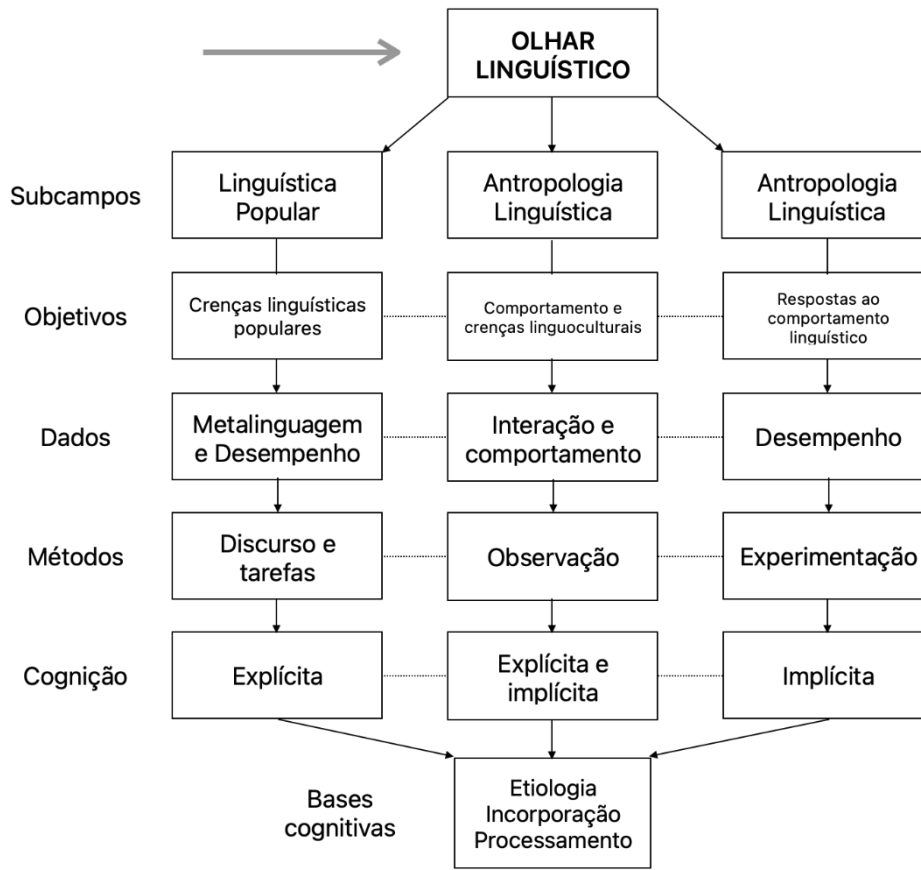 OLHAR
LINGUÍSTICO
Subcampos
Linguística
Popular
Antropologia
Linguística
Antropologia
Linguística
Objetivos
Crenças linguísticas
populares
Comportamento e
crenças linguoculturais
Respostas ao
comportamento
linguístico
Dados
Metalinguagem
e Desempenho
Interação e
comportamento
Desempenho
Métodos
Discurso e
tarefas
Observação
Experimentação
Cognição
Explícita
Explícita e
implícita
Implícita
Bases
cognitivas
Etiologia
Incorporação
Processamento